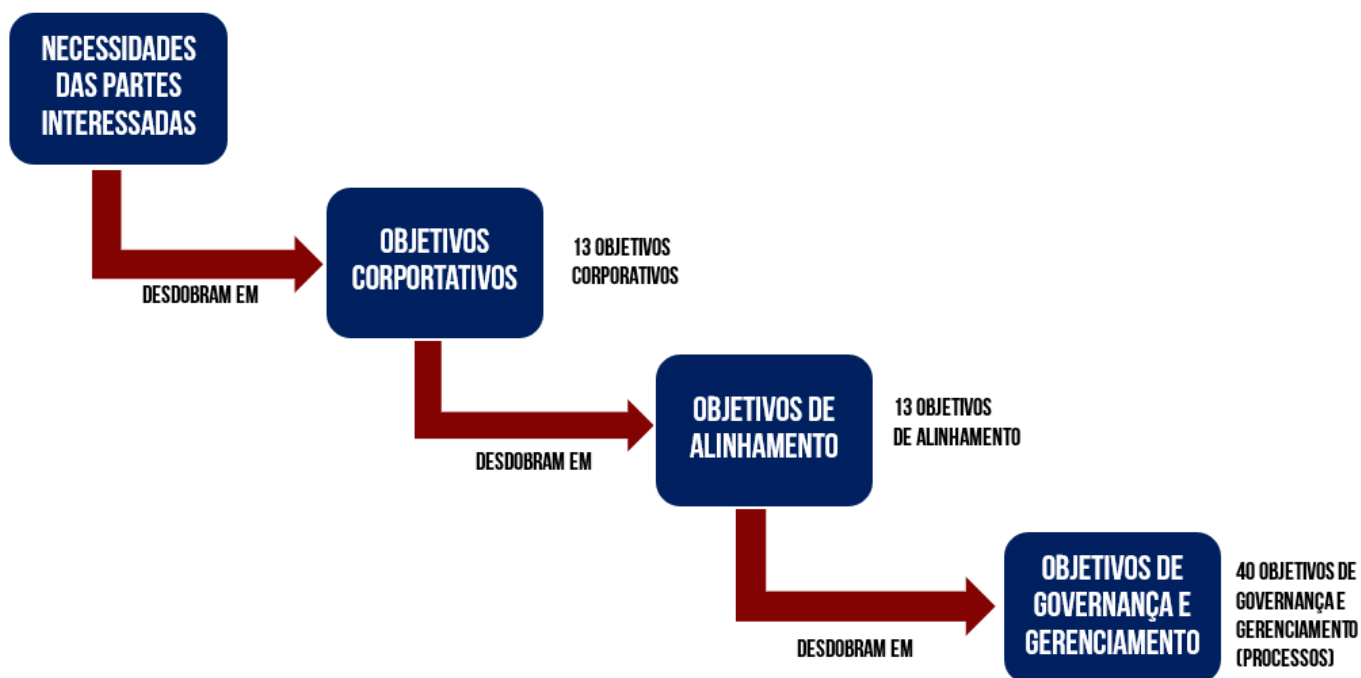 NECESSIDADES
DAS PARTES
INTERESSADAS
DESDOBRAM EM
OBJETIVOS
CORPORTATIVOS
13 OBJETIVOS
CORPORATIVOS
DESDOBRAM EM
OBJETIVOS DE
ALINHAMENTO
13 OBJETIVOS
DE ALINHAMENTO
DESDOBRAM EM
OBJETIVOS DE
GOVERNANÇA E
GERENCIAMENTO
40 OBJETIVOS DE
GOVERNANÇA E
GERENCIAMENTO
(PROCESSOS)